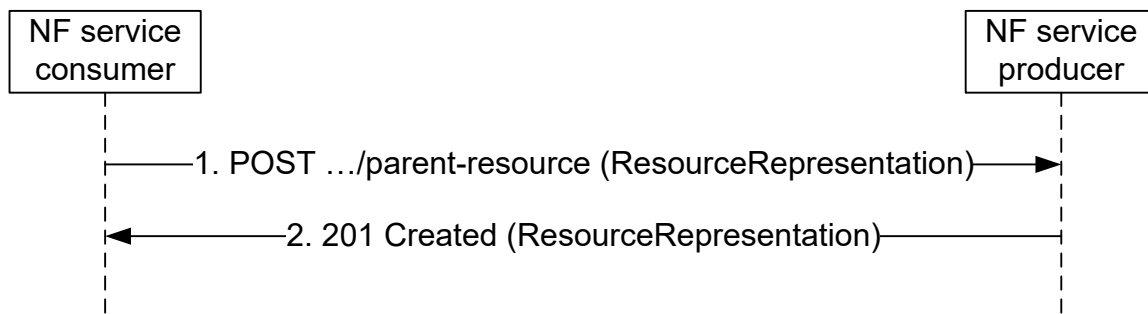 NF service
consumer
NF service
producer
1. POST …/parent-resource (ResourceRepresentation)
2. 201 Created (ResourceRepresentation)